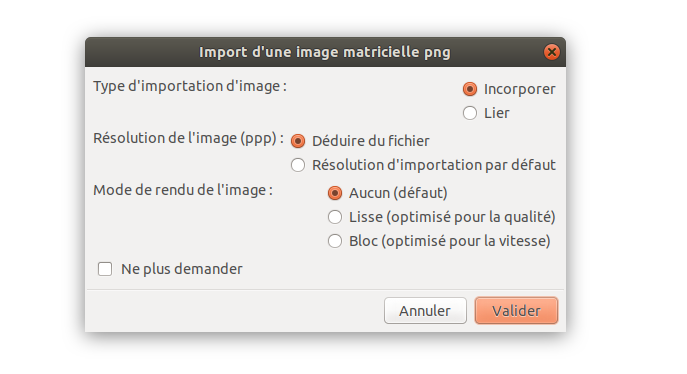 Import d'une image matricielle png
Type d'importation d'image :
Incorporer
Lier
Résolution de l'image (ppp) :
Déduire du fichier
Résolution d'importation par défaut
Mode de rendu de l'image :
Aucun (défaut)
Lisse (optimisé pour la qualité)
Bloc (optimisé pour la vitesse)
Ne plus demander
Annuler
Valider